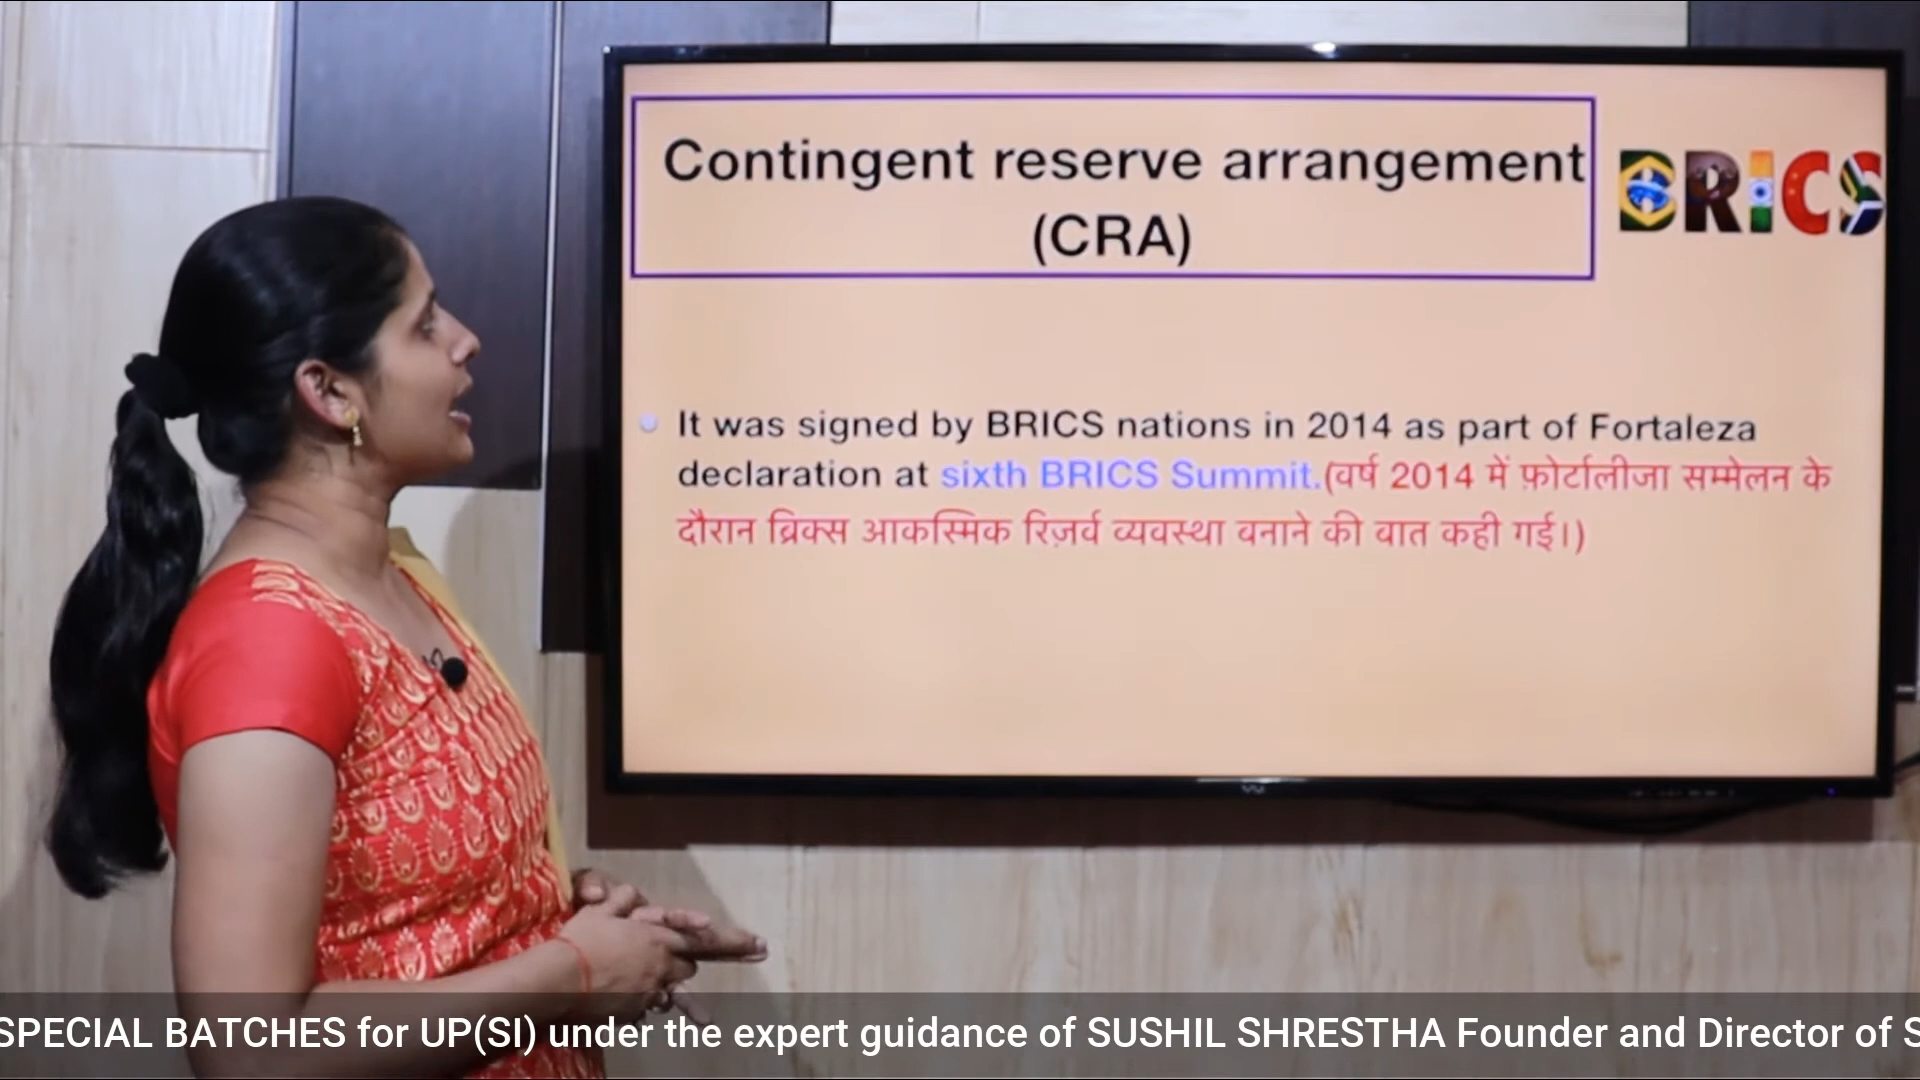 Contingent reserve arrangement
(CRA)
BRICS
It was signed by BRICS nations in 2014 as part of Fortaleza
declaration at sixth BRICS Summit.(वर्ष 2014 में फ़ोर्टालीजा सम्मेलन के
दौरान ब्रिक्स आकस्मिक रिज़र्व व्यवस्था बनाने की बात कही गई।)
SPECIAL BATCHES for UP(SI) under the expert guidance of SUSHIL SHRESTHA Founder and Director of S